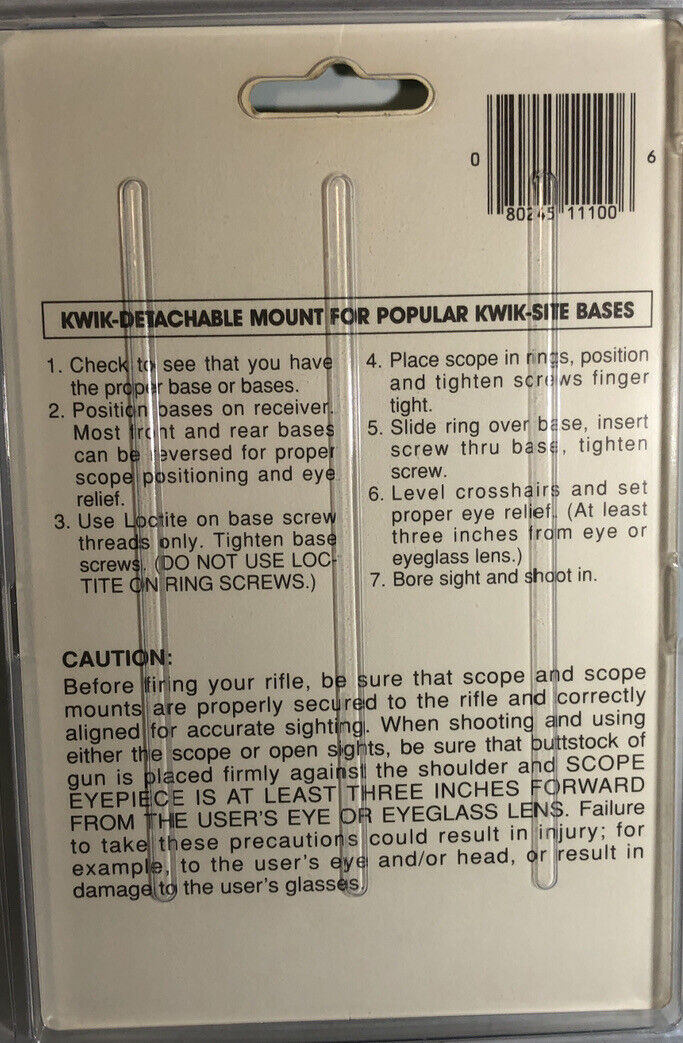 0 80245 11100 6
KWIK-DETACHABLE MOUNT FOR POPULAR KWIK-SITE BASES
1. Check to see that you have
the proper base or bases.
2. Position bases on receiver.
Most front and rear bases
can be reversed for proper
scope positioning and eye
relief.
3. Use Loctite on base screw
threads only. Tighten base
screws. (DO NOT USE LOC-
TITE ON RING SCREWS.)
4. Place scope in rings, position
and tighten screws finger
tight.
5. Slide ring over base, insert
screw thru base, tighten
screw.
6. Level crosshairs and set
proper eye relief. (At least
three inches from eye or
eyeglass lens.)
7. Bore sight and shoot in.
CAUTION:
Before firing your rifle, be sure that scope and scope
mounts are properly secured to the rifle and correctly
aligned for accurate sighting. When shooting and using
either the scope or open sights, be sure that buttstock of
gun is placed firmly against the shoulder and SCOPE
EYEPIECE IS AT LEAST THREE INCHES FORWARD
FROM THE USER'S EYE OR EYEGLASS LENS. Failure
to take these precautions could result in injury; for
example, to the user's eye and/or head, or result in
damage to the user's glasses.